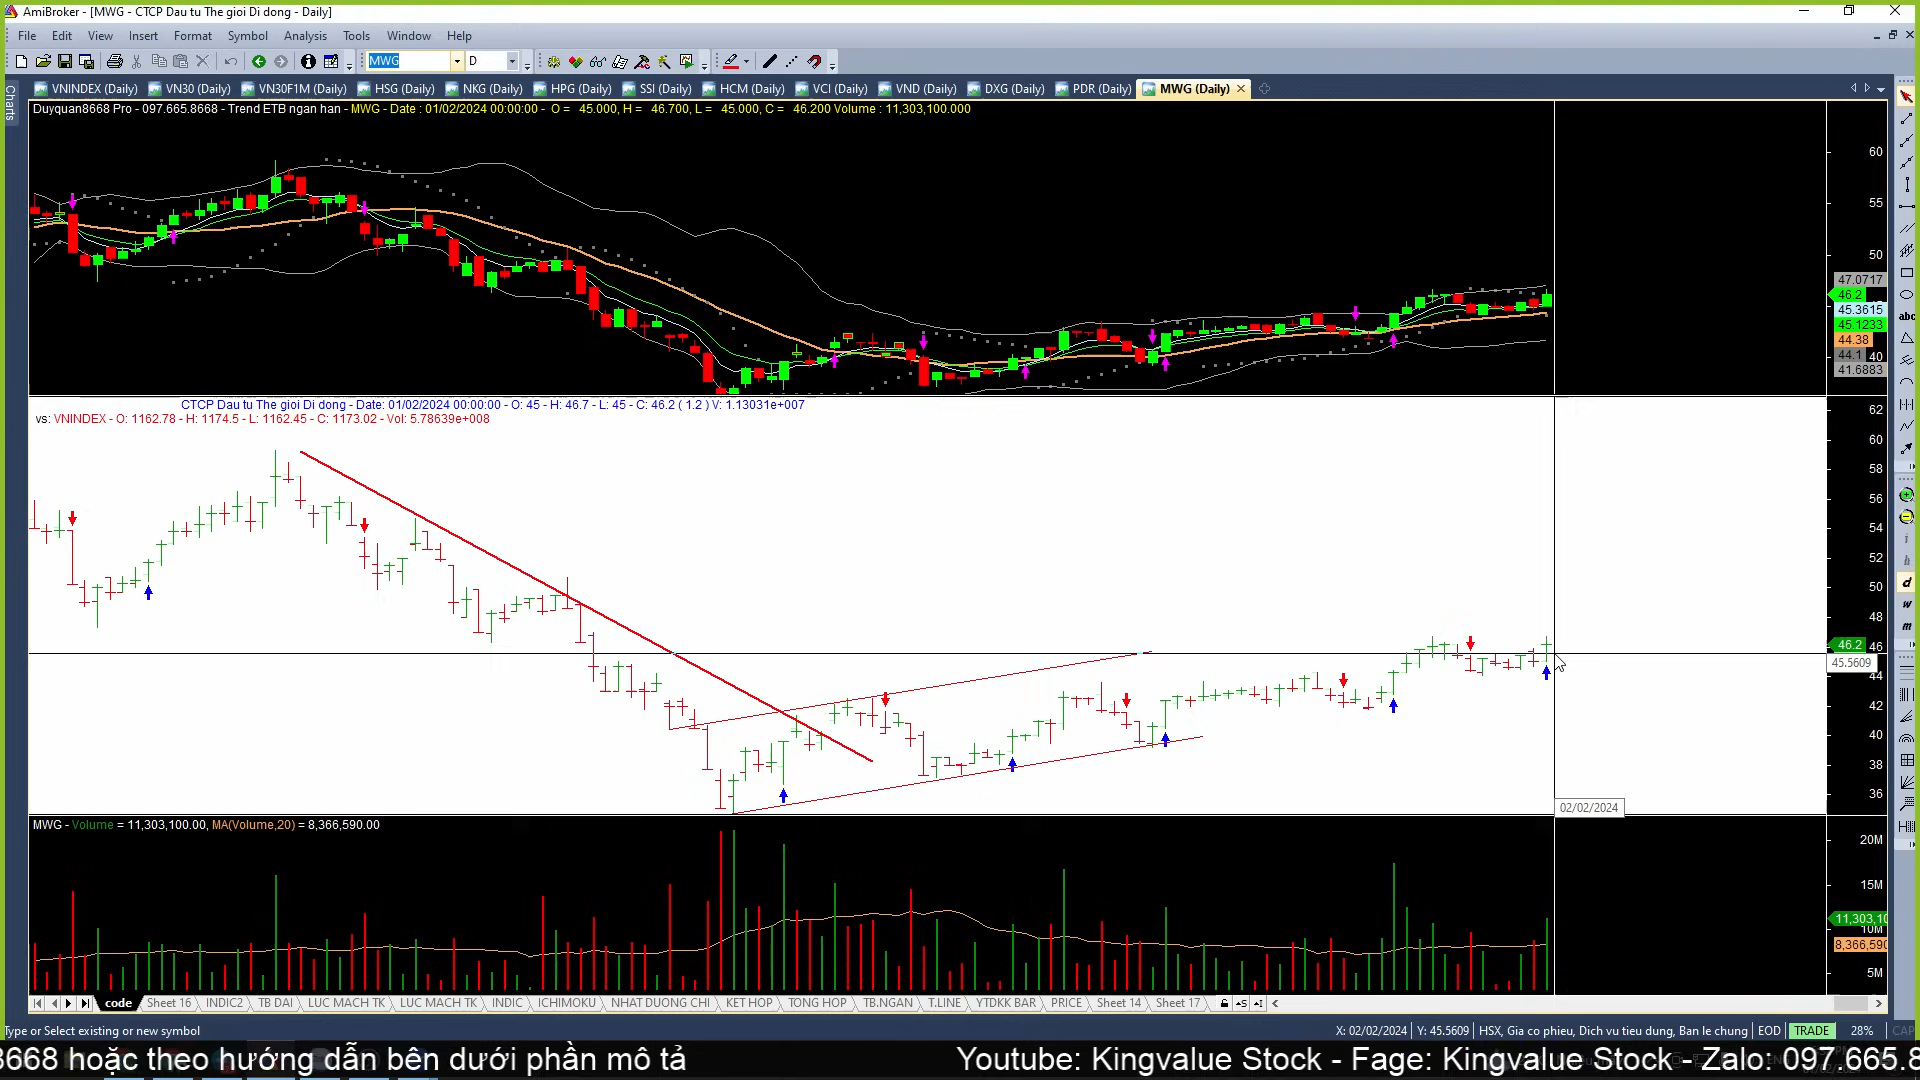 AmiBroker - [MWG - CTCP Dau tu The gioi Di dong - Daily]
File Edit View Insert Format Symbol Analysis Tools Window Help
MWG D
Charts
VNINDEX (Daily) VN30 (Daily) VN30F1M (Daily) HSG (Daily) NKG (Daily) HPG (Daily) SSI (Daily) HCM (Daily) VCI (Daily) VND (Daily) DXG (Daily) PDR (Daily) MWG (Daily)
Duyquan8668 Pro - 097.665.8668 - Trend ETB ngan han - MWG - Date : 01/02/2024 00:00:00 - O = 45.000, H = 46.700, L = 45.000, C = 46.200 Volume : 11,303,100.000
60
55
50
47.0717
46.2
45.3615
45.1233
44.38
44.1
40
41.6883
abc
CTCP Dau tu The gioi Di dong - Date: 01/02/2024 00:00:00 - O: 45 - H: 46.7 - L: 45 - C: 46.2 ( 1.2 ) V: 1.13031e+007
vs: VNINDEX - O: 1162.78 - H: 1174.5 - L: 1162.45 - C: 1173.02 - Vol: 5.78639e+008
62
60
58
56
54
52
50
48
46.2
46
45.5609
44
42
40
38
36
i
h
d
w
m
02/02/2024
MWG - Volume = 11,303,100.00, MA(Volume,20) = 8,366,590.00
20M
15M
11,303,10
10M
8,366,590
5M
code Sheet 16 INDIC2 TB DAI LUC MACH TK LUC MACH TK INDIC ICHIMOKU NHAT DUONG CHI KET HOP TONG HOP TB.NGAN T.LINE YTDKK BAR PRICE Sheet 14 Sheet 17
Type or Select existing or new symbol X: 02/02/2024 Y: 45.5609 HSX, Gia co phieu, Dich vu tieu dung, Ban le chung EOD TRADE 28% CAP
8668 hoặc theo hướng dẫn bên dưới phần mô tả Youtube: Kingvalue Stock - Fage: Kingvalue Stock - Zalo: 097.665.8